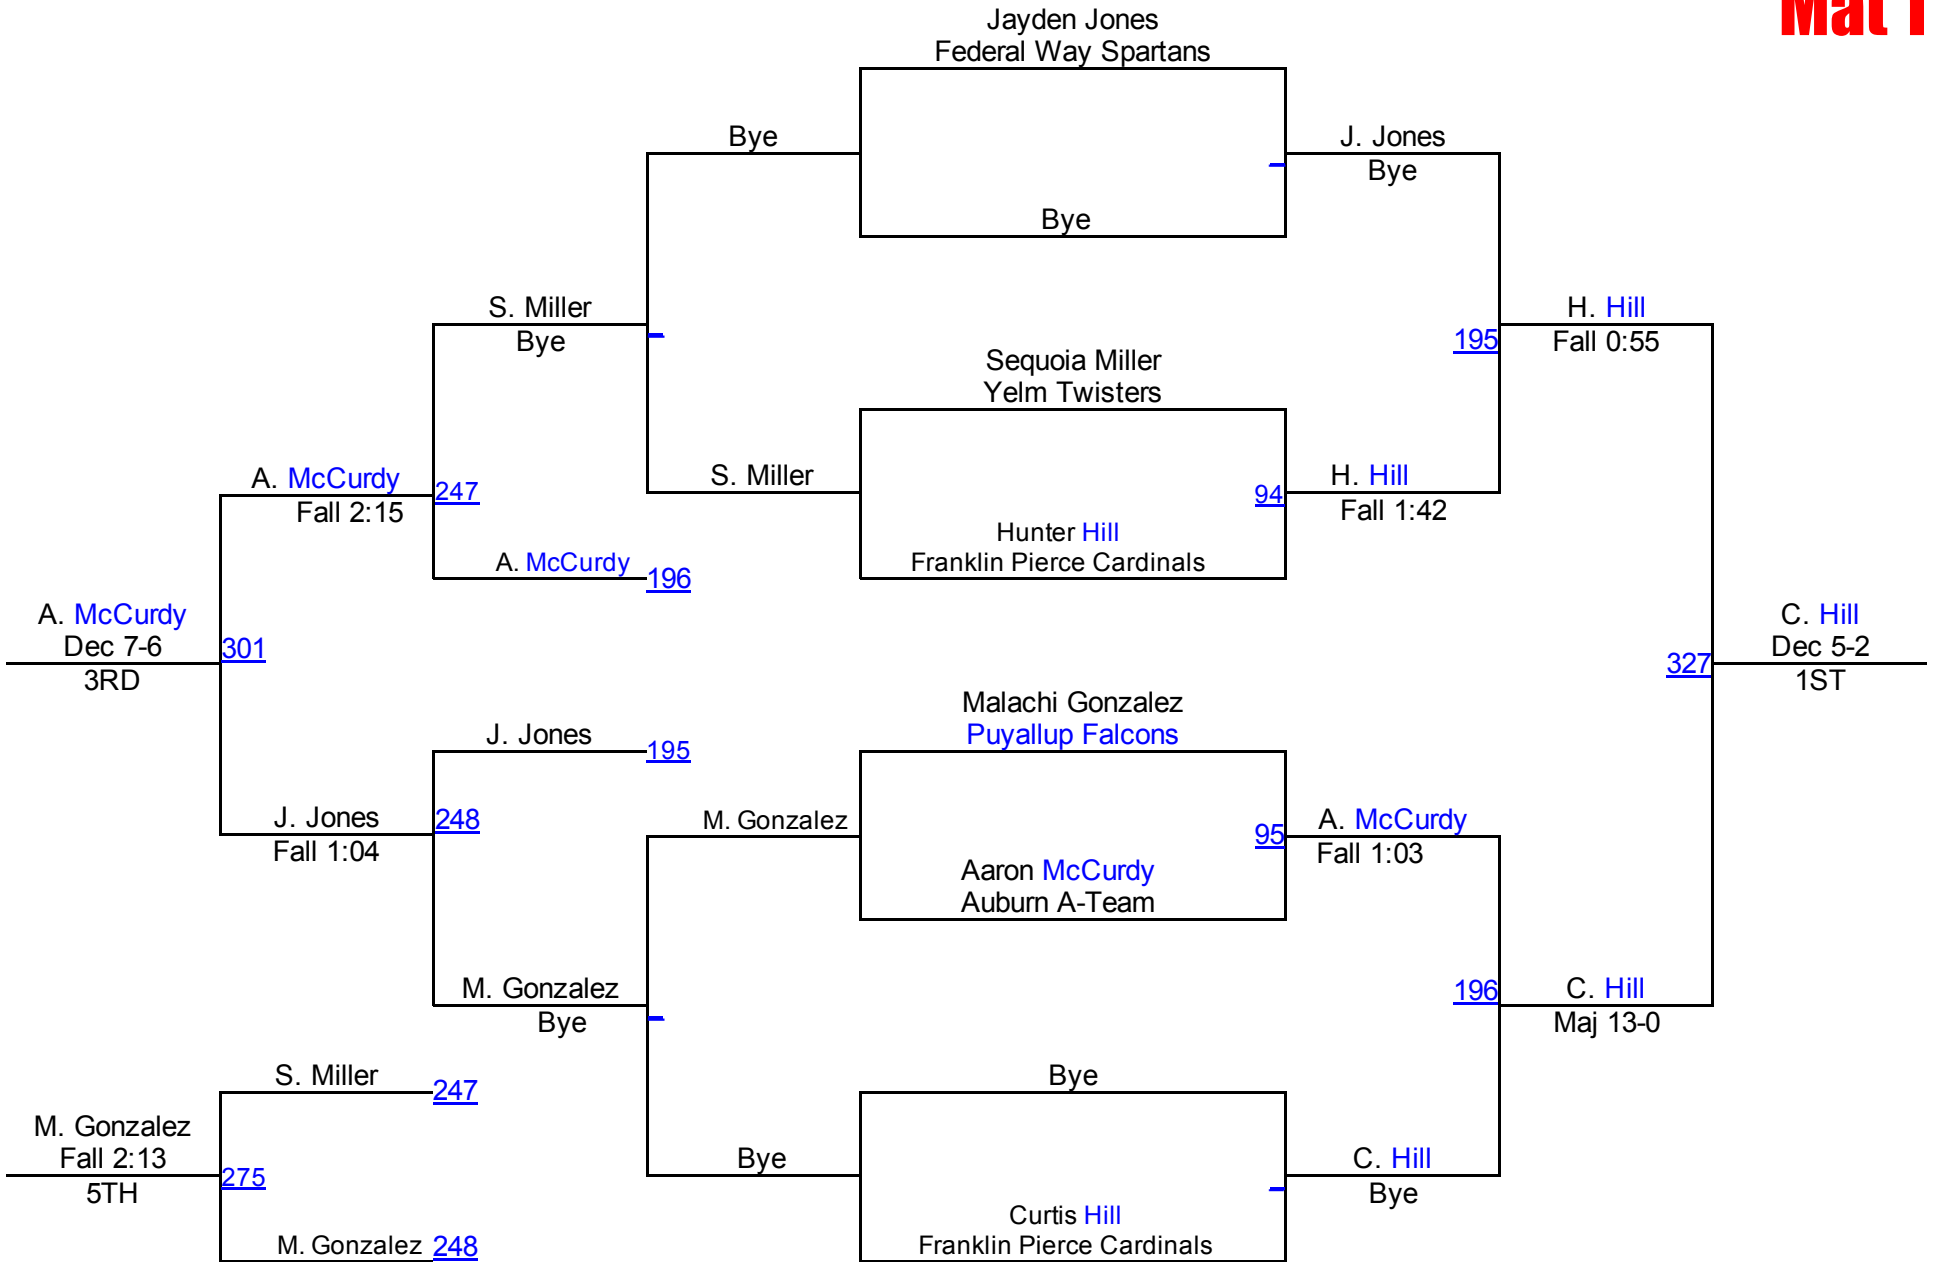 Mat 1
Jayden Jones
Federal Way Spartans
Bye
J. Jones
Bye
Bye
S. Miller
Bye
H. Hill
Fall 0:55
195
Sequoia Miller
Yelm Twisters
S. Miller
94
H. Hill
Fall 1:42
Hunter Hill
Franklin Pierce Cardinals
A. McCurdy
Fall 2:15
247
A. McCurdy 196
A. McCurdy
Dec 7-6
3RD
301
C. Hill
Dec 5-2
1ST
327
Malachi Gonzalez
Puyallup Falcons
J. Jones 195
J. Jones
Fall 1:04
248
M. Gonzalez
95
A. McCurdy
Fall 1:03
Aaron McCurdy
Auburn A-Team
M. Gonzalez
Bye
196
C. Hill
Maj 13-0
S. Miller 247
Bye
M. Gonzalez
Fall 2:13
5TH
275
Bye
C. Hill
Bye
Curtis Hill
Franklin Pierce Cardinals
M. Gonzalez 248